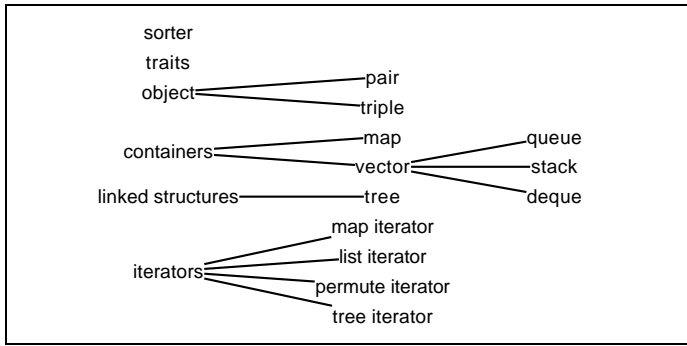 sorter
traits
object
pair
triple
containers
map
vector
queue
stack
deque
linked structures
tree
iterators
map iterator
list iterator
permute iterator
tree iterator